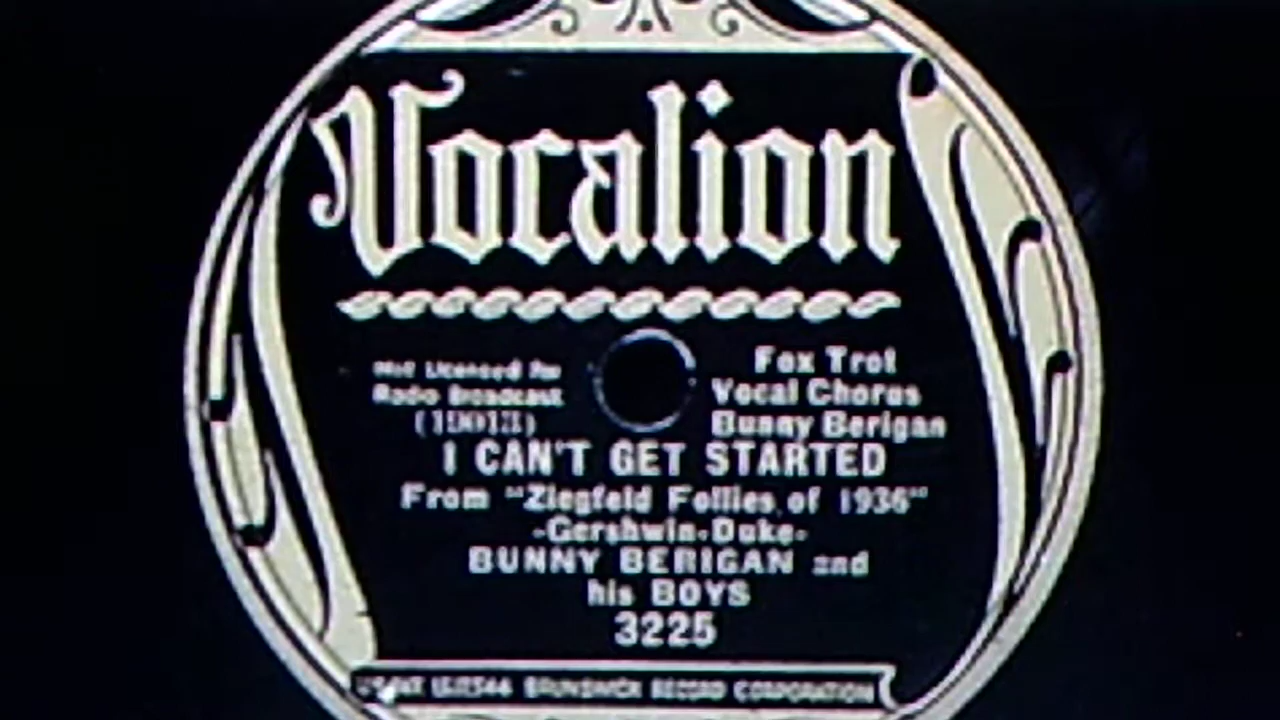 Vocalion
Not Licensed for
Radio Broadcast
Fox Trot
Vocal Chorus
Bunny Berigan
I CAN'T GET STARTED
From "Ziegfeld Follies of 1936"
-Gershwin-Duke-
BUNNY BERIGAN and
his BOYS
3225
BRUNSWICK RECORD CORPORATION